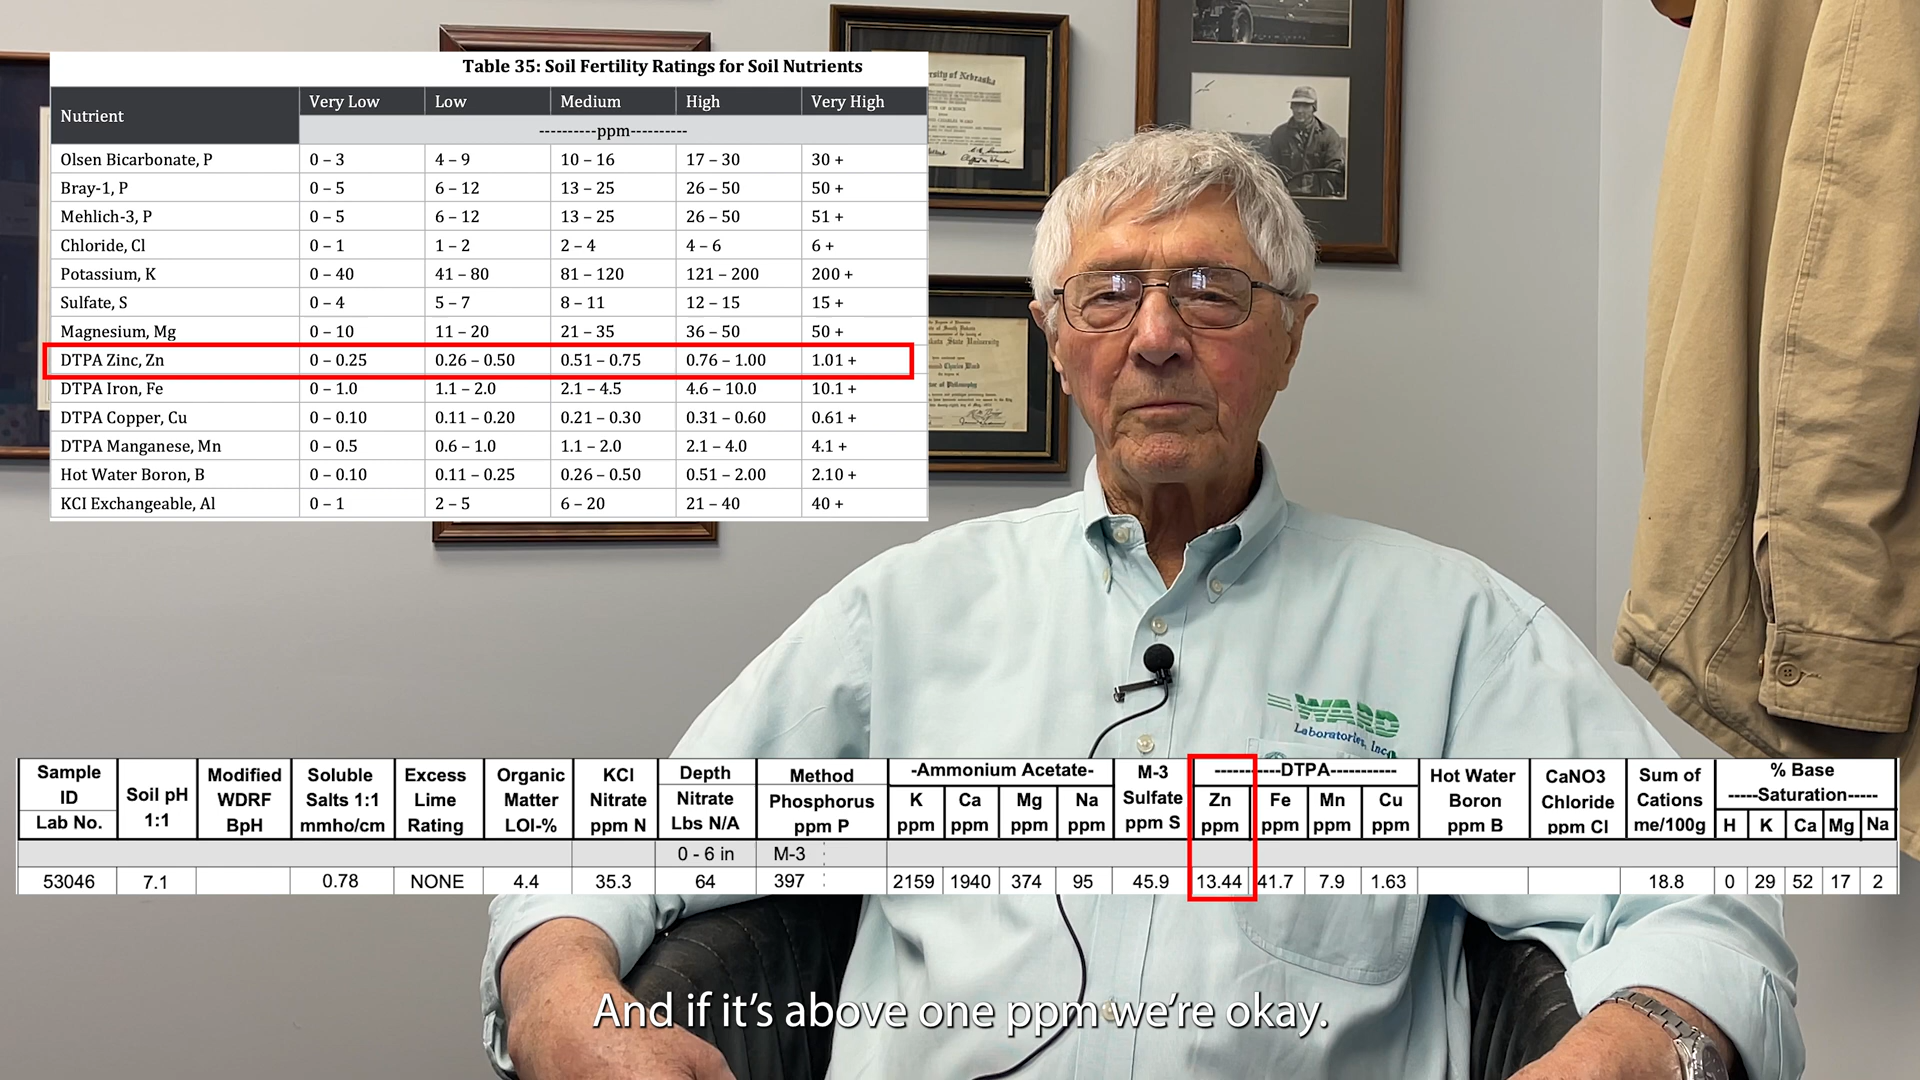 Table 35: Soil Fertility Ratings for Soil Nutrients
Nutrient Very Low Low Medium High Very High
----------ppm----------
Olsen Bicarbonate, P 0 – 3 4 – 9 10 – 16 17 – 30 30 +
Bray-1, P 0 – 5 6 – 12 13 – 25 26 – 50 50 +
Mehlich-3, P 0 – 5 6 – 12 13 – 25 26 – 50 51 +
Chloride, Cl 0 – 1 1 – 2 2 – 4 4 – 6 6 +
Potassium, K 0 – 40 41 – 80 81 – 120 121 – 200 200 +
Sulfate, S 0 – 4 5 – 7 8 – 11 12 – 15 15 +
Magnesium, Mg 0 – 10 11 – 20 21 – 35 36 – 50 50 +
DTPA Zinc, Zn 0 – 0.25 0.26 – 0.50 0.51 – 0.75 0.76 – 1.00 1.01 +
DTPA Iron, Fe 0 – 1.0 1.1 – 2.0 2.1 – 4.5 4.6 – 10.0 10.1 +
DTPA Copper, Cu 0 – 0.10 0.11 – 0.20 0.21 – 0.30 0.31 – 0.60 0.61 +
DTPA Manganese, Mn 0 – 0.5 0.6 – 1.0 1.1 – 2.0 2.1 – 4.0 4.1 +
Hot Water Boron, B 0 – 0.10 0.11 – 0.25 0.26 – 0.50 0.51 – 2.00 2.10 +
KCI Exchangeable, Al 0 – 1 2 – 5 6 – 20 21 – 40 40 +
WARD
Laboratories, Inc.
Sample ID Lab No.
Soil pH 1:1
Modified WDRF BpH
Soluble Salts 1:1 mmho/cm
Excess Lime Rating
Organic Matter LOI-%
KCI Nitrate ppm N
Depth Nitrate Lbs N/A
Method Phosphorus ppm P
-Ammonium Acetate-
K ppm Ca ppm Mg ppm Na ppm
M-3 Sulfate ppm S
--------DTPA-----------
Zn ppm Fe ppm Mn ppm Cu ppm
Hot Water Boron ppm B
CaNO3 Chloride ppm Cl
Sum of Cations me/100g
% Base
-----Saturation-----
H K Ca Mg Na
0 - 6 in M-3
53046 7.1 0.78 NONE 4.4 35.3 64 397 2159 1940 374 95 45.9 13.44 41.7 7.9 1.63 18.8 0 29 52 17 2
And if it's above one ppm we're okay.